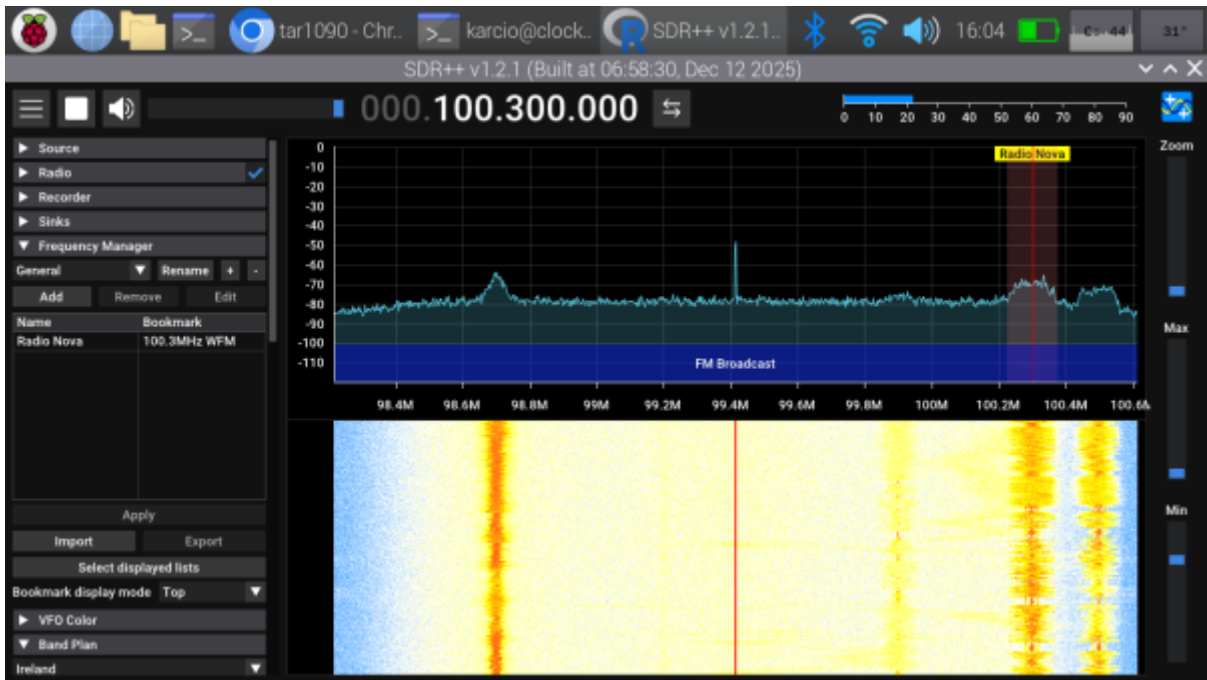 tar1090 - Chr.. karcio@clock.. SDR++ v1.2.1.. 16:04 31°
SDR++ v1.2.1 (Built at 06:58:30, Dec 12 2025)
000.100.300.000
0 10 20 30 40 50 60 70 80 90
Source
Radio
Recorder
Sinks
Frequency Manager
General Rename + -
Add Remove Edit
Name Bookmark
Radio Nova 100.3MHz WFM
Apply
Import Export
Select displayed lists
Bookmark display mode Top
VFO Color
Band Plan
Ireland
Radio Nova
0
-10
-20
-30
-40
-50
-60
-70
-80
-90
-100
-110
FM Broadcast
98.4M 98.6M 98.8M 99M 99.2M 99.4M 99.6M 99.8M 100M 100.2M 100.4M 100.6M
Zoom
Max
Min